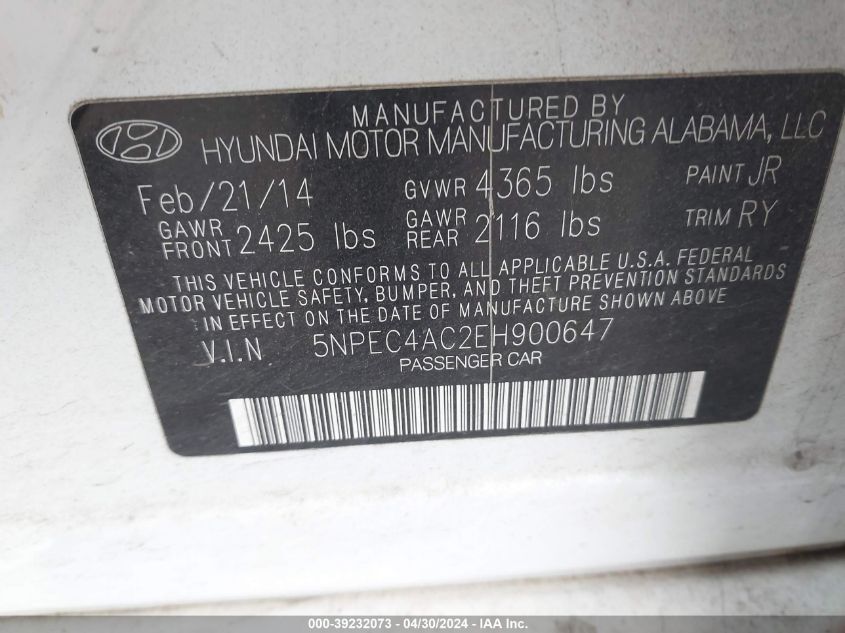 MANUFACTURED BY
HYUNDAI MOTOR MANUFACTURING ALABAMA, LLC
Feb/21/14 GVWR 4365 lbs PAINT JR
GAWR FRONT 2425 lbs GAWR REAR 2116 lbs TRIM RY
THIS VEHICLE CONFORMS TO ALL APPLICABLE U.S.A. FEDERAL
MOTOR VEHICLE SAFETY, BUMPER, AND THEFT PREVENTION STANDARDS
IN EFFECT ON THE DATE OF MANUFACTURE SHOWN ABOVE
V.I.N 5NPEC4AC2EH900647
PASSENGER CAR
000-39232073 - 04/30/2024 - IAA Inc.